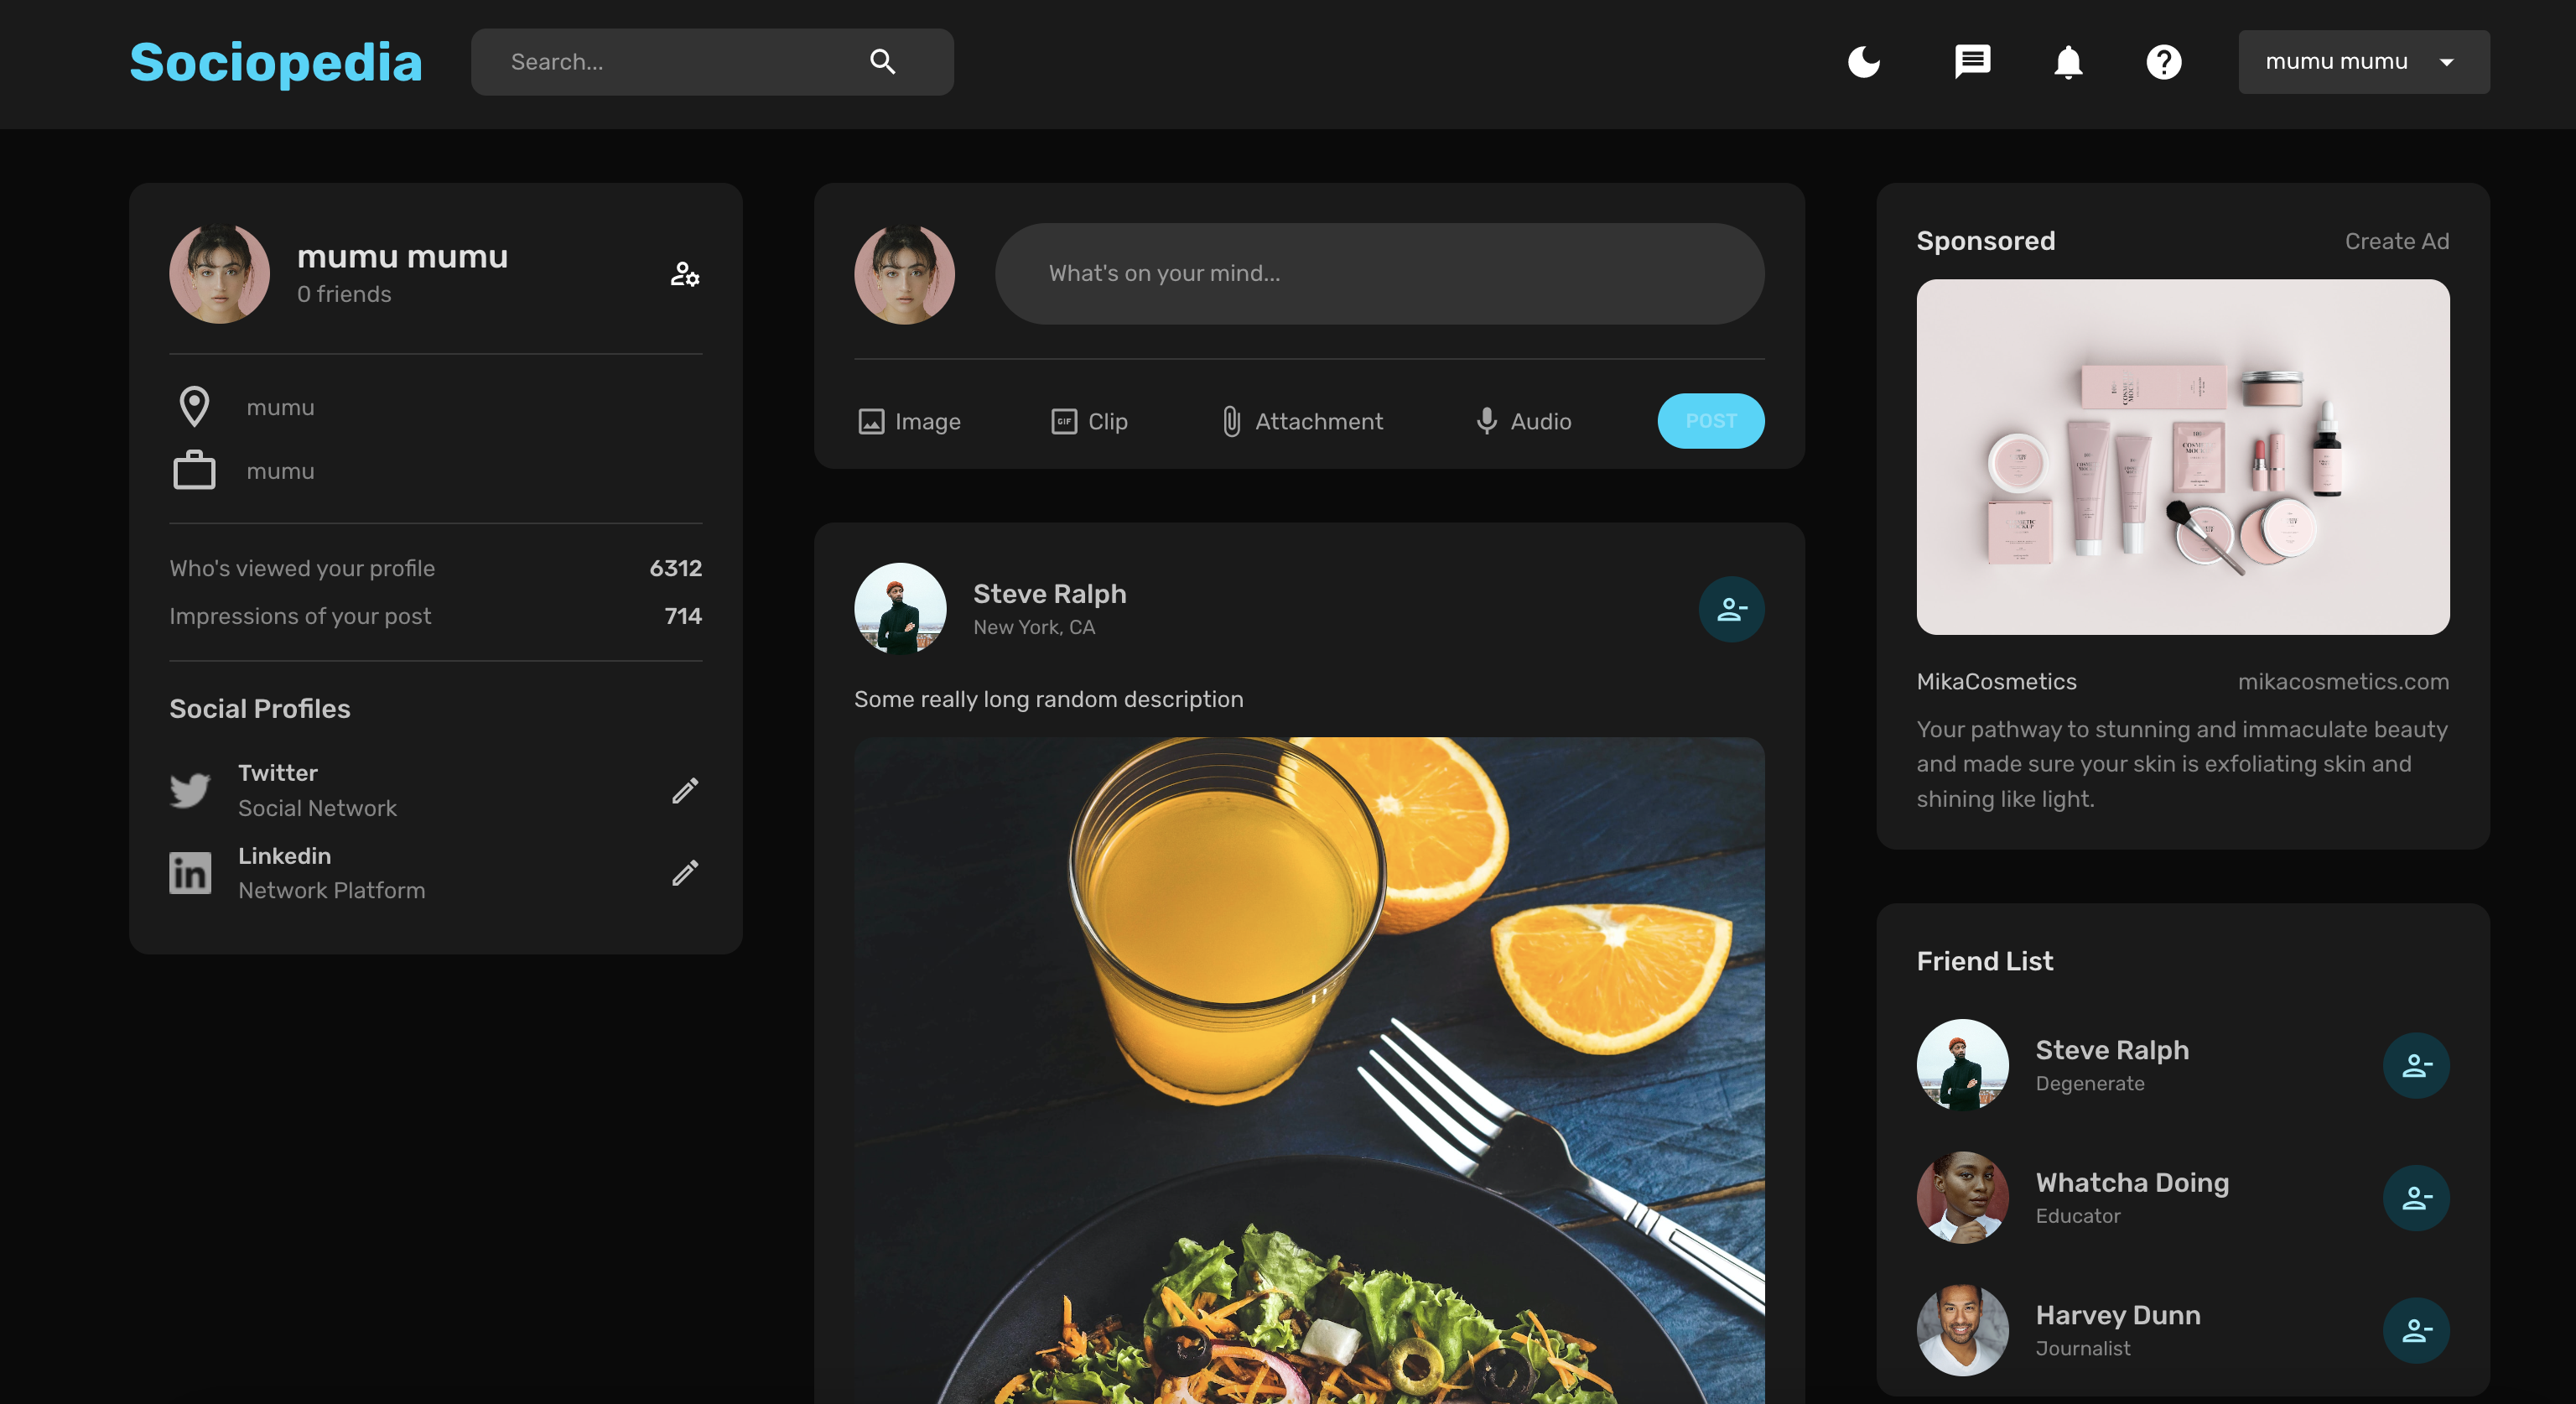 Sociopedia
Search...
mumu mumu
mumu mumu
0 friends
mumu
mumu
Who's viewed your profile 6312
Impressions of your post 714
Social Profiles
Twitter
Social Network
Linkedin
Network Platform
What's on your mind...
Image GIF Clip Attachment Audio POST
Steve Ralph
New York, CA
Some really long random description
Sponsored Create Ad
MikaCosmetics mikacosmetics.com
Your pathway to stunning and immaculate beauty
and made sure your skin is exfoliating skin and
shining like light.
Friend List
Steve Ralph
Degenerate
Whatcha Doing
Educator
Harvey Dunn
Journalist